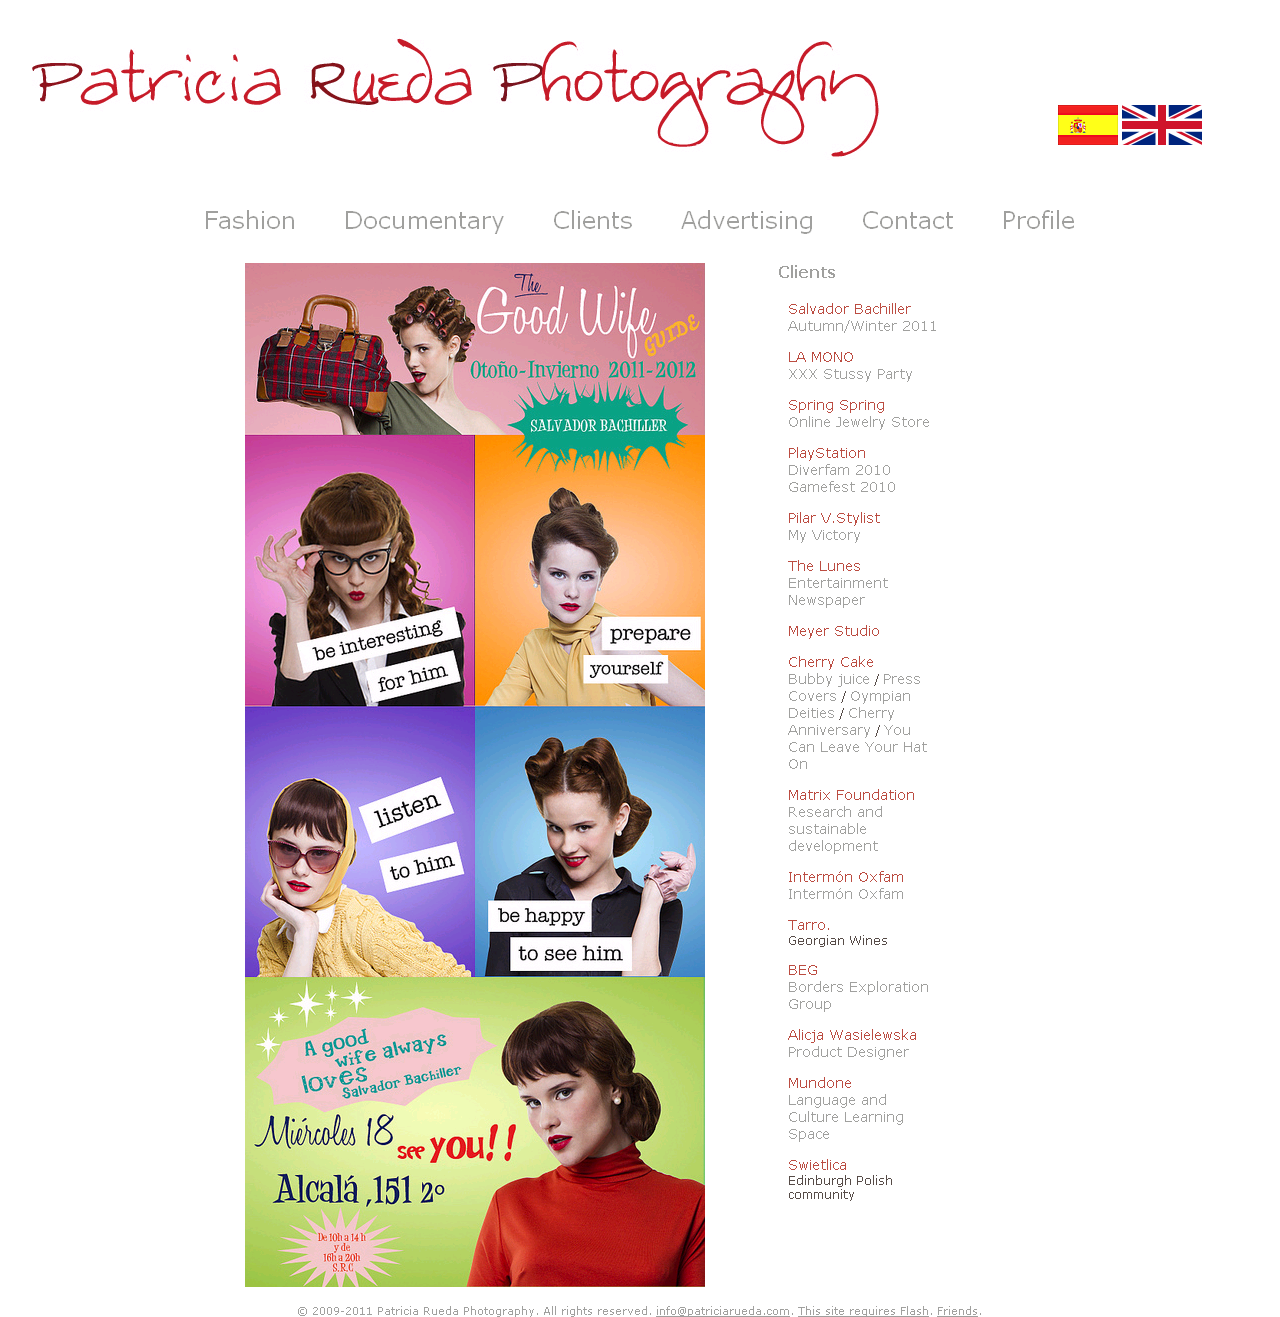 Patricia Rueda Photography
Fashion Documentary Clients Advertising Contact Profile
The
Good Wife
GUIDE
Otoño-Invierno 2011-2012
SALVADOR BACHILLER
be interesting
for him
prepare
yourself
listen
to him
be happy
to see him
A good
wife always
loves
Salvador Bachiller
Miércoles 18
see you!!
Alcalá ,151 2º
De 10h a 14 h
y de
16h a 20h
S.R.C
Clients
Salvador Bachiller
Autumn/Winter 2011
LA MONO
XXX Stussy Party
Spring Spring
Online Jewelry Store
PlayStation
Diverfam 2010
Gamefest 2010
Pilar V.Stylist
My Victory
The Lunes
Entertainment
Newspaper
Meyer Studio
Cherry Cake
Bubby juice / Press
Covers / Oympian
Deities / Cherry
Anniversary / You
Can Leave Your Hat
On
Matrix Foundation
Research and
sustainable
development
Intermón Oxfam
Intermón Oxfam
Tarro.
Georgian Wines
BEG
Borders Exploration
Group
Alicja Wasielewska
Product Designer
Mundone
Language and
Culture Learning
Space
Swietlica
Edinburgh Polish
community
© 2009-2011 Patricia Rueda Photography. All rights reserved. info@patriciarueda.com. This site requires Flash. Friends.